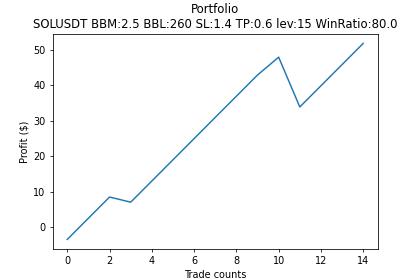 Portfolio
SOLUSDT BBM:2.5 BBL:260 SL:1.4 TP:0.6 lev:15 WinRatio:80.0
50
40
30
20
10
0
Profit ($)
0 2 4 6 8 10 12 14
Trade counts